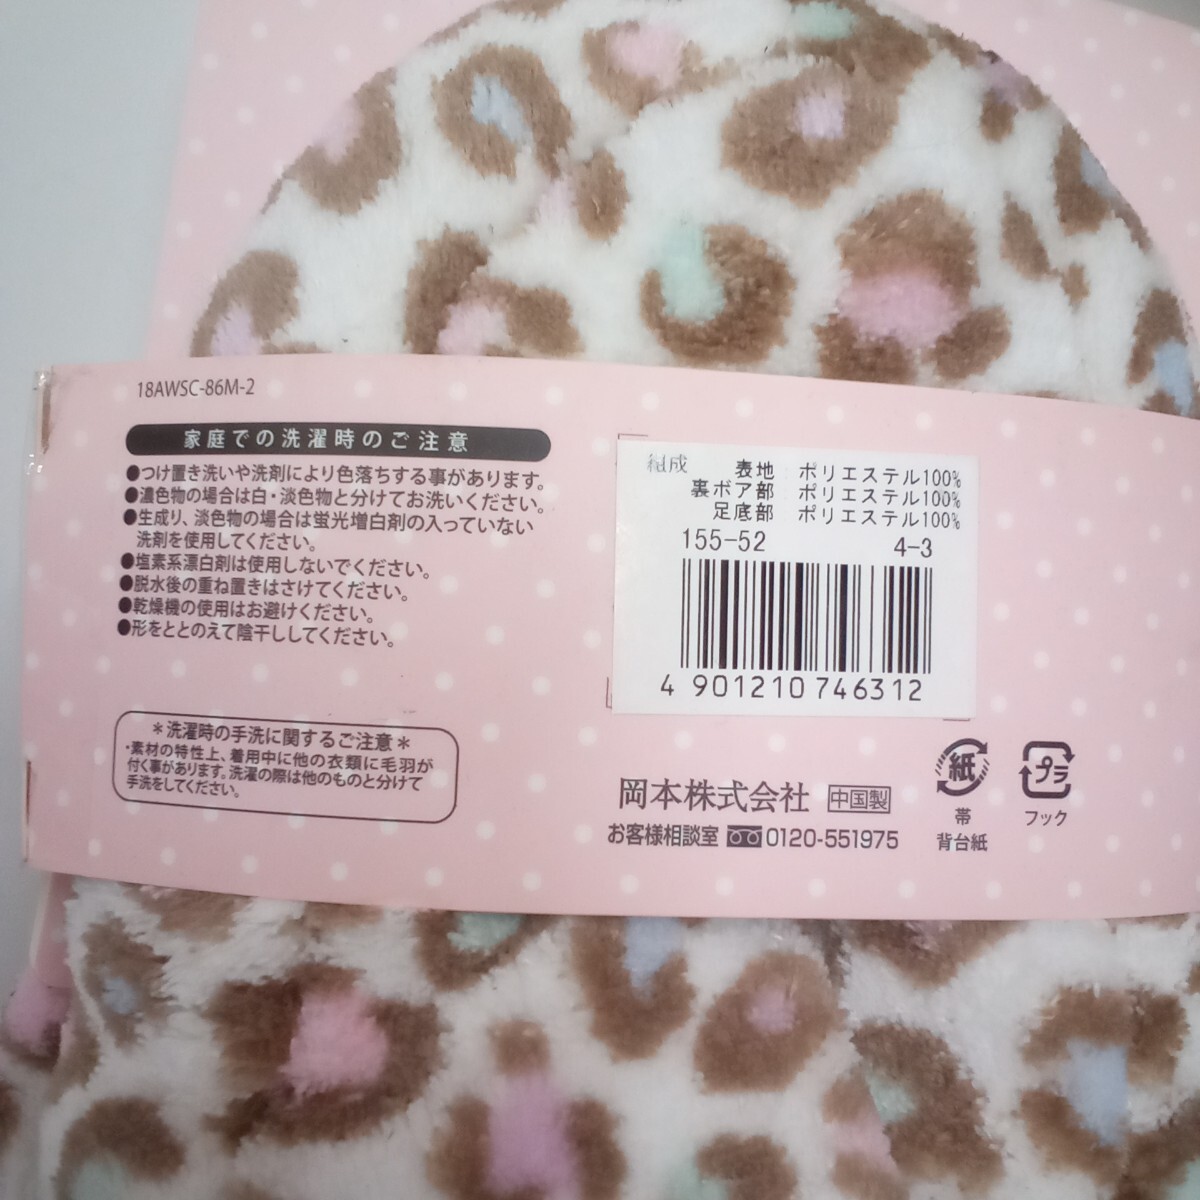 18AWSC-86M-2
家庭での洗濯時のご注意
●つけ置き洗いや洗剤により色落ちする事があります。
●濃色物の場合は白・淡色物と分けてお洗いください。
●生成り、淡色物の場合は蛍光増白剤の入っていない
洗剤を使用してください。
●塩素系漂白剤は使用しないでください。
●脱水後の重ね置きはさけてください。
●乾燥機の使用はお避けください。
●形をととのえて陰干ししてください。
＊洗濯時の手洗に関するご注意＊
・素材の特性上、着用中に他の衣類に毛羽が
付く事があります。洗濯の際は他のものと分けて
手洗をしてください。
組成 表地 ポリエステル100%
裏ボア部 ポリエステル100%
足底部 ポリエステル100%
155-52 4-3
4 901210 746312
岡本株式会社 中国製
お客様相談室 0120-551975
紙
帯
背台紙
プラ
フック